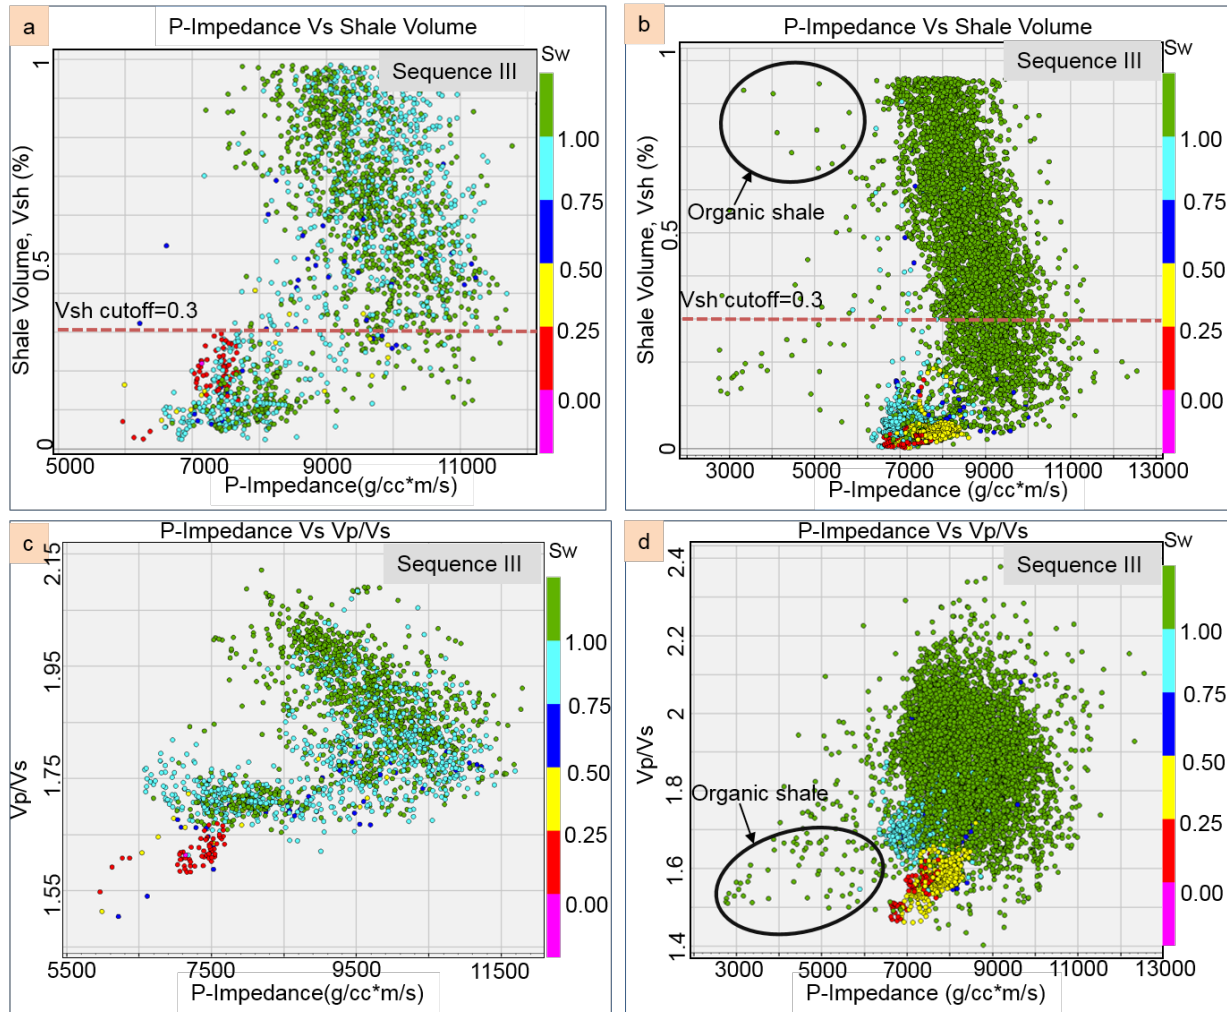 a
P-Impedance Vs Shale Volume
Sequence III
Sw
1
0.5
0
Shale Volume, Vsh (%)
Vsh cutoff=0.3
1.00
0.75
0.50
0.25
0.00
5000 7000 9000 11000
P-Impedance(g/cc*m/s)
b
P-Impedance Vs Shale Volume
Sequence III
Sw
1
0.5
0
Shale Volume, Vsh (%)
Organic shale
Vsh cutoff=0.3
1.00
0.75
0.50
0.25
0.00
3000 5000 7000 9000 11000 13000
P-Impedance (g/cc*m/s)
c
P-Impedance Vs Vp/Vs
Sequence III
Sw
2.15
1.95
1.75
1.55
Vp/Vs
1.00
0.75
0.50
0.25
0.00
5500 7500 9500 11500
P-Impedance(g/cc*m/s)
d
P-Impedance Vs Vp/Vs
Sequence III
Sw
2.4
2.2
2
1.8
1.6
1.4
Vp/Vs
Organic shale
1.00
0.75
0.50
0.25
0.00
3000 5000 7000 9000 11000 13000
P-Impedance (g/cc*m/s)